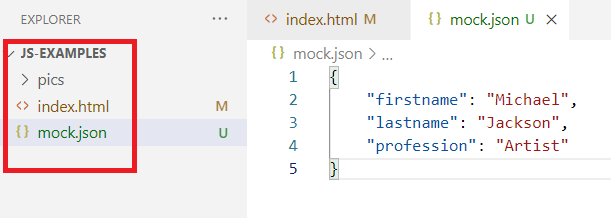 EXPLORER
JS-EXAMPLES
pics
<> index.html M
{} mock.json U
<> index.html M
{} mock.json U ×
{} mock.json > ...
1 {
2 "firstname": "Michael",
3 "lastname": "Jackson",
4 "profession": "Artist"
5 }